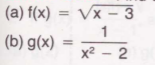 (a) f(x) = √(x − 3)
(b) g(x) = 1/(x² − 2)